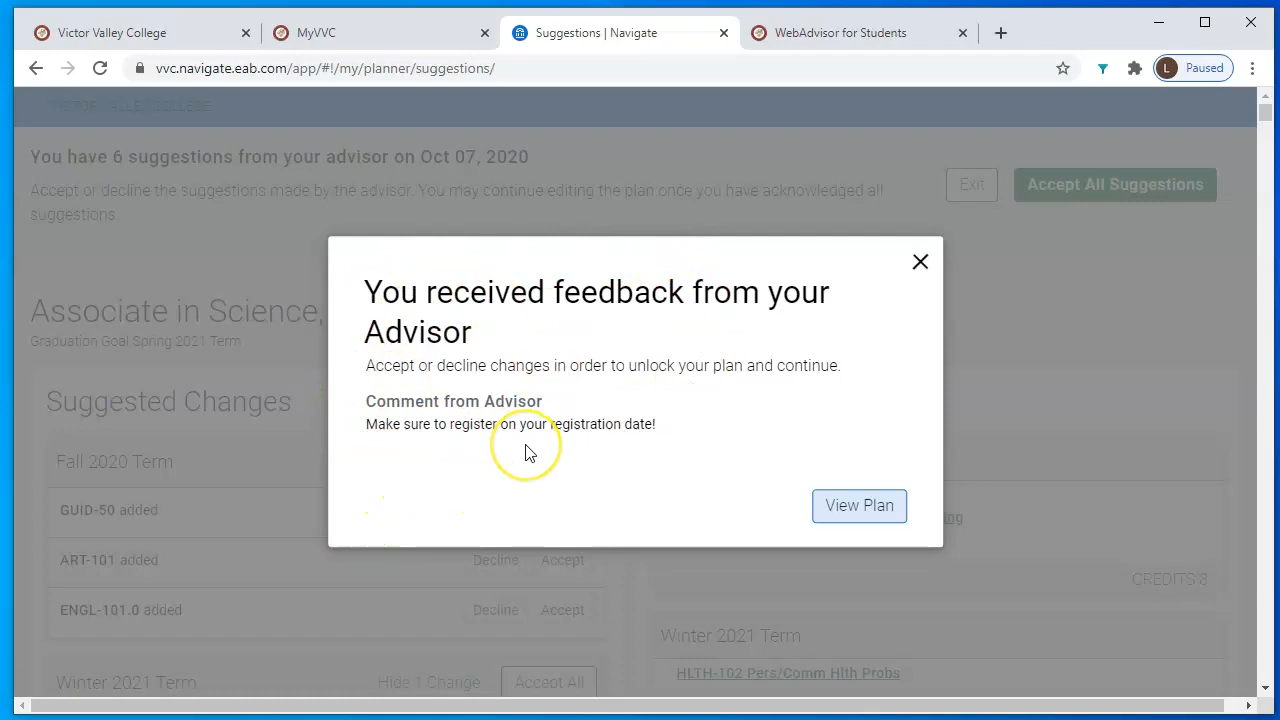 Victor Valley College
MyVVC
Suggestions | Navigate
WebAdvisor for Students
vvc.navigate.eab.com/app/#!/my/planner/suggestions/
L
Paused
You have 6 suggestions from your advisor on Oct 07, 2020
Accept or decline the suggestions made by the advisor. You may continue editing the plan once you have acknowledged all
suggestions.
Exit
Accept All Suggestions
You received feedback from your
Advisor
Accept or decline changes in order to unlock your plan and continue.
Comment from Advisor
Make sure to register on your registration date!
View Plan
Associate in Science,
Graduation Goal Spring 2021 Term
Suggested Changes
Fall 2020 Term
GUID-50 added
ART-101 added
Decline
Accept
ENGL-101.0 added
Decline
Accept
Winter 2021 Term
Hide 1 Change
Accept All
CREDITS 3
Winter 2021 Term
HLTH-102 Pers/Comm Hlth Probs